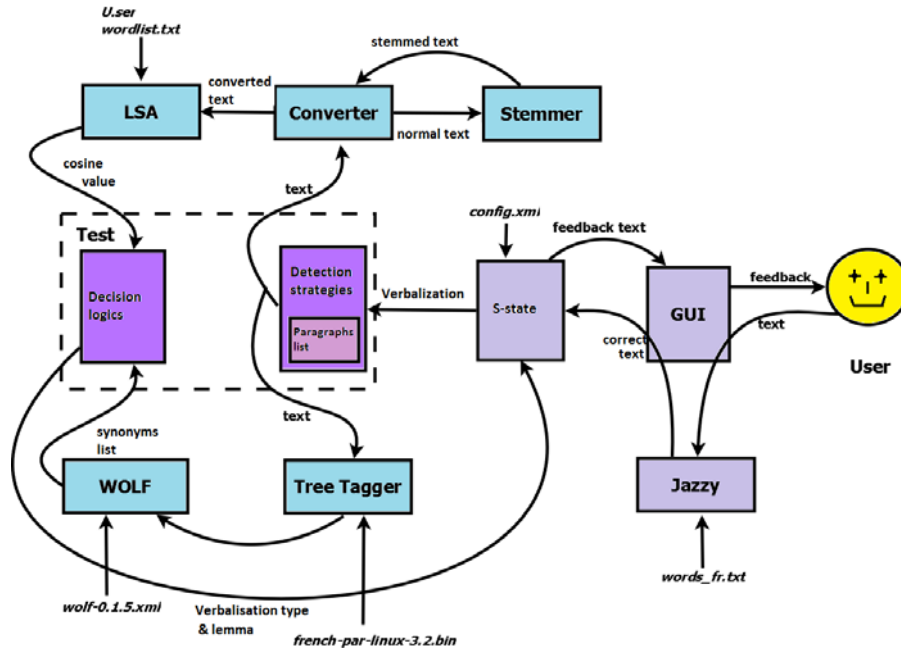 U.ser
wordlist.txt
stemmed text
converted
text
LSA
Converter
Stemmer
normal text
cosine
value
text
config.xml
feedback text
Test
Detection
strategies
Decision
logics
Verbalization
S-state
GUI
feedback
Paragraphs
list
correct
text
text
User
text
synonyms
list
WOLF
Tree Tagger
Jazzy
words_fr.txt
wolf-0.1.5.xml
Verbalisation type
& lemma
french-par-linux-3.2.bin